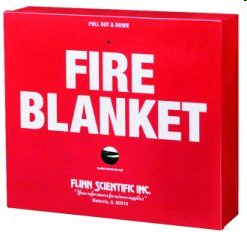 PULL OUT & DOWN
FIRE
BLANKET
FLINN SCIENTIFIC INC.
"Your safer source for science supplies"
Batavia, IL 60510